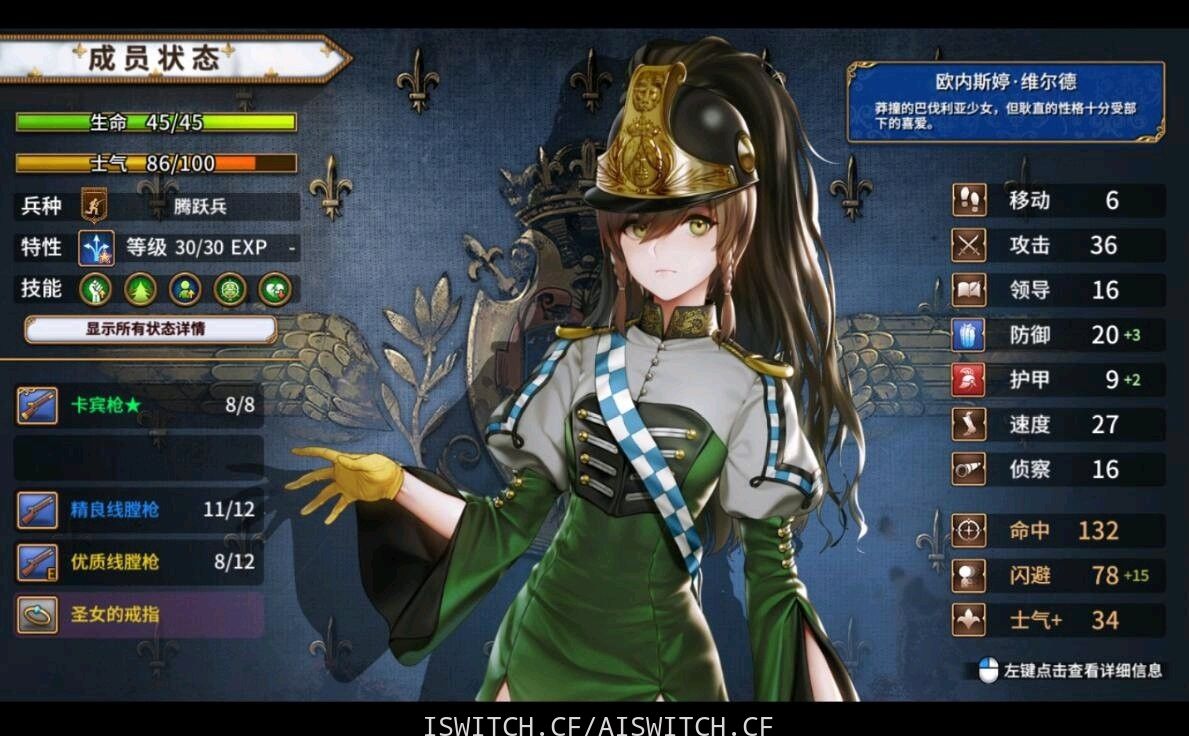 成员状态
生命 45/45
士气 86/100
兵种 腾跃兵
特性 等级 30/30 EXP -
技能
显示所有状态详情
卡宾枪★ 8/8
精良线膛枪 11/12
优质线膛枪 8/12
E
圣女的戒指
欧内斯婷·维尔德
莽撞的巴伐利亚少女，但耿直的性格十分受部
下的喜爱。
移动 6
攻击 36
领导 16
防御 20 +3
护甲 9 +2
速度 27
侦察 16
命中 132
闪避 78 +15
士气+ 34
左键点击查看详细信息
ISWITCH.CF/AISWITCH.CF